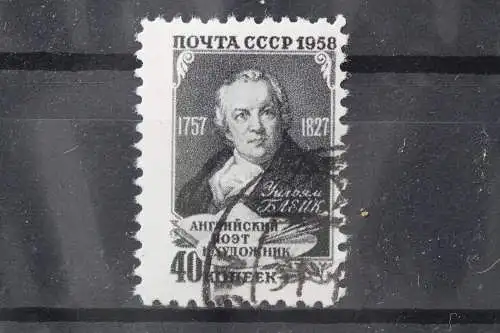 ПОЧТА СССР 1958
1757 1827
Уильям
БЛЕЙК
АНГЛИЙСКИЙ
ПОЭТ
И ХУДОЖНИК
40 КОПЕЕК